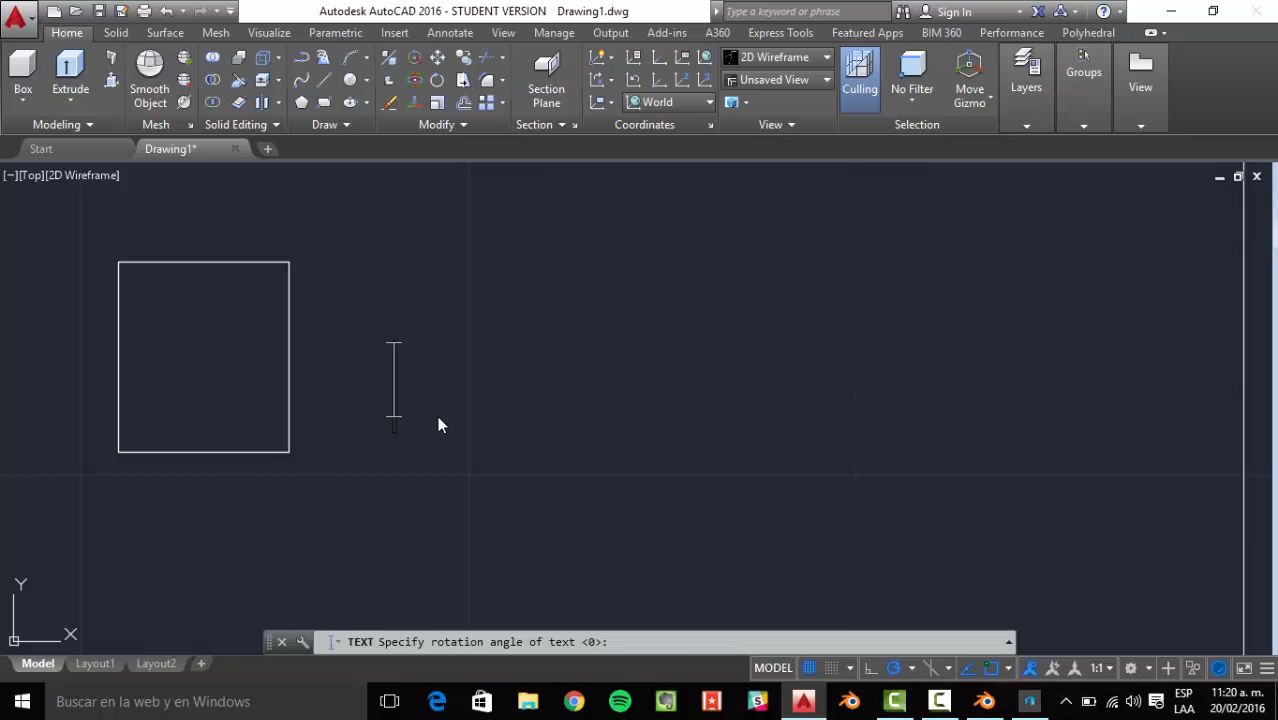 Autodesk AutoCAD 2016 - STUDENT VERSION Drawing1.dwg
Type a keyword or phrase
Sign In
Home Solid Surface Mesh Visualize Parametric Insert Annotate View Manage Output Add-ins A360 Express Tools Featured Apps BIM 360 Performance Polyhedral
Box
Extrude
Smooth
Object
Section
Plane
World
2D Wireframe
Unsaved View
Culling
No Filter
Move
Gizmo
Layers
Groups
View
Modeling Mesh Solid Editing Draw Modify Section Coordinates View Selection
Start Drawing1*
[−][Top][2D Wireframe]
Y
X
TEXT Specify rotation angle of text <0>:
Model Layout1 Layout2
MODEL 1:1
Buscar en la web y en Windows
ESP
LAA
11:20 a. m.
20/02/2016